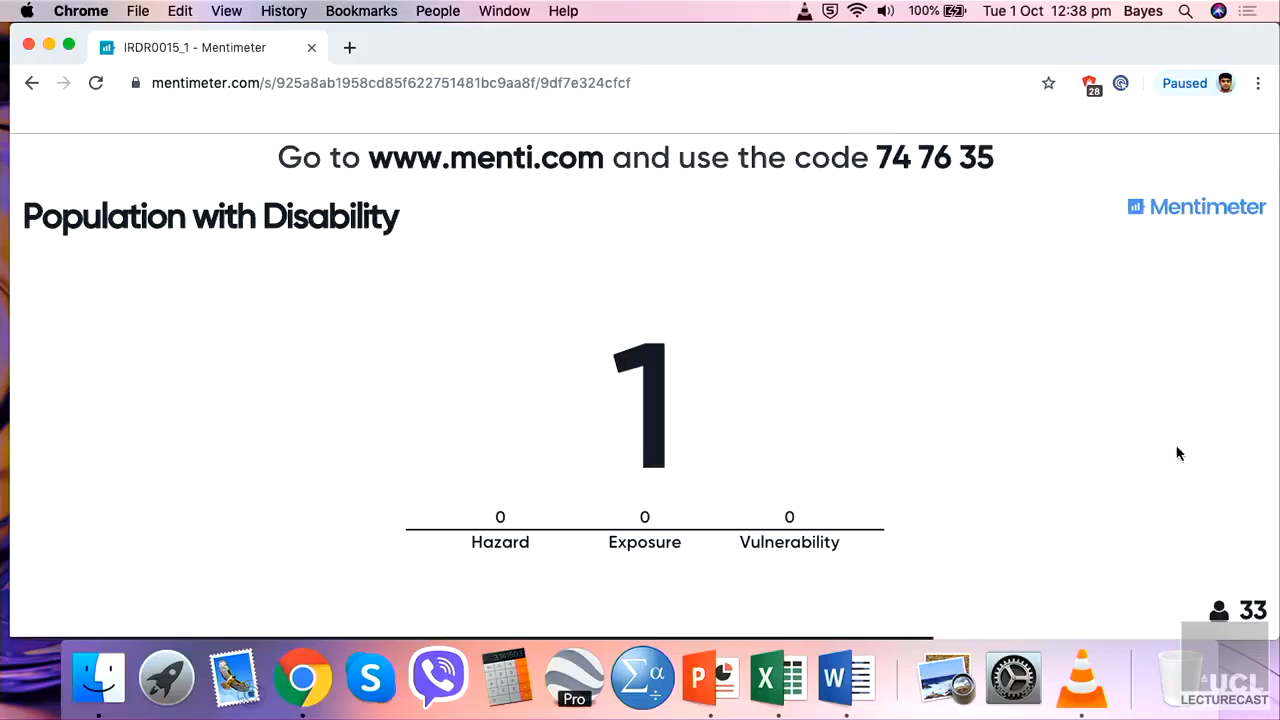 Chrome File Edit View History Bookmarks People Window Help 5 100% Tue 1 Oct 12:38 pm Bayes
IRDR0015_1 - Mentimeter
mentimeter.com/s/925a8ab1958cd85f622751481bc9aa8f/9df7e324cfcf 28 Paused
Go to www.menti.com and use the code 74 76 35
Population with Disability
Mentimeter
1
0 0 0
Hazard Exposure Vulnerability
33
S Pro Σα P X W
UCL
LECTURECAST